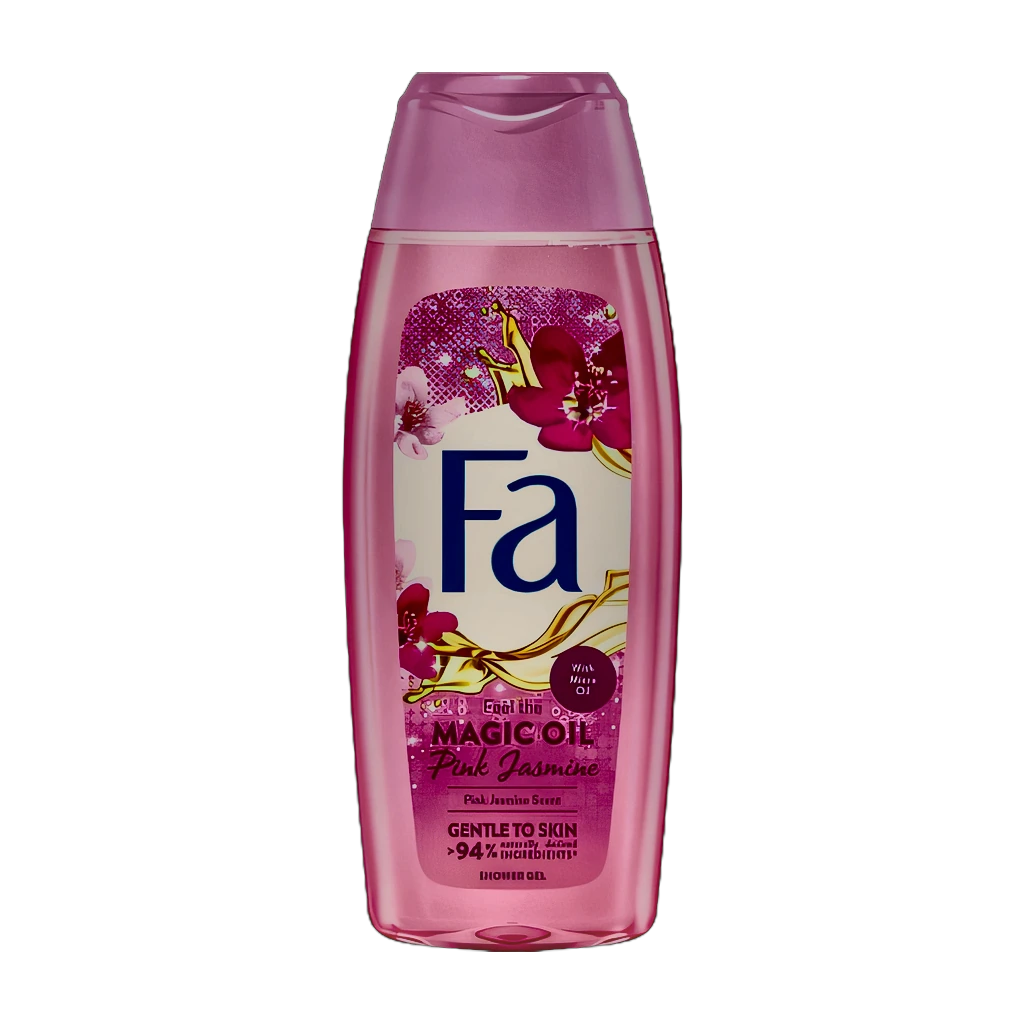 Fa
With
Micro
Oil
MAGIC OIL
Pink Jasmine
Pink Jasmine Scent
GENTLE TO SKIN
>94%
SHOWER GEL